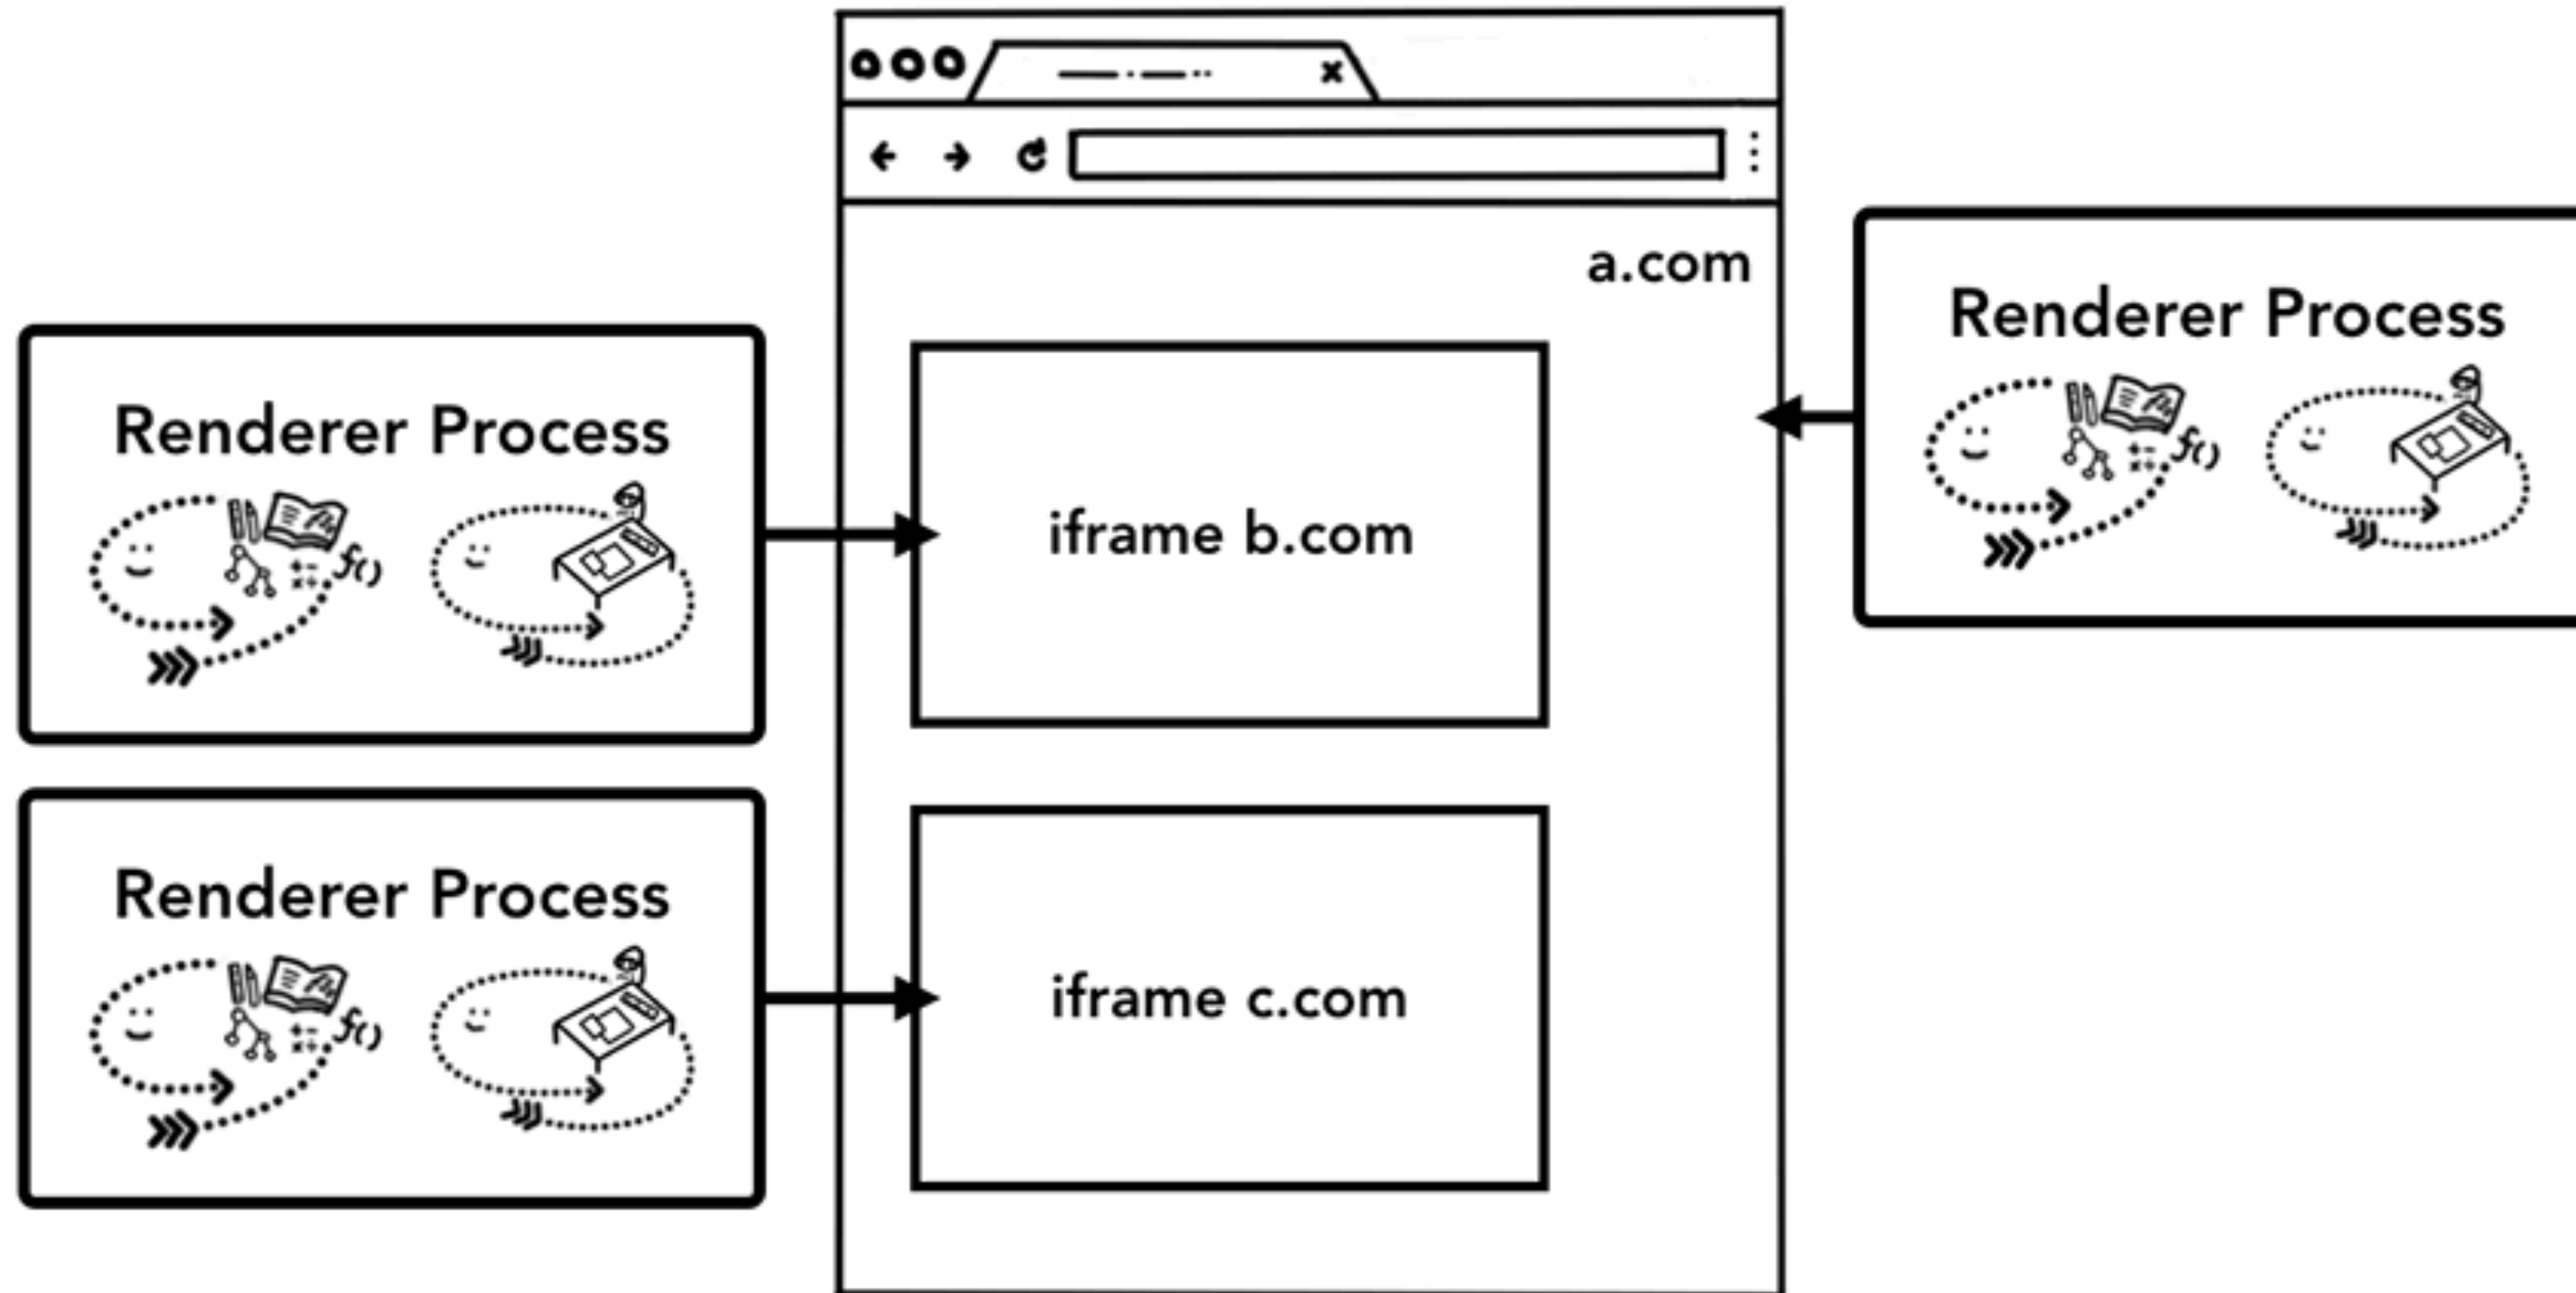 a.com
Renderer Process
Renderer Process
f()
f()
iframe b.com
Renderer Process
f()
iframe c.com